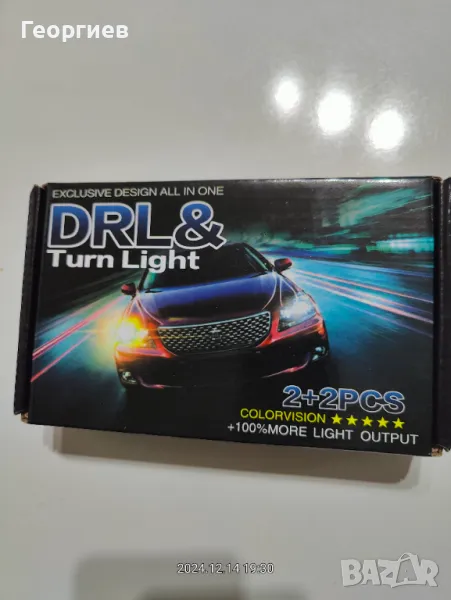 Георгиев
EXCLUSIVE DESIGN ALL IN ONE
DRL&
Turn Light
2+2PCS
COLORVISION ★★★★★
+100%MORE LIGHT OUTPUT
2024.12.14 19:30
BAZAR